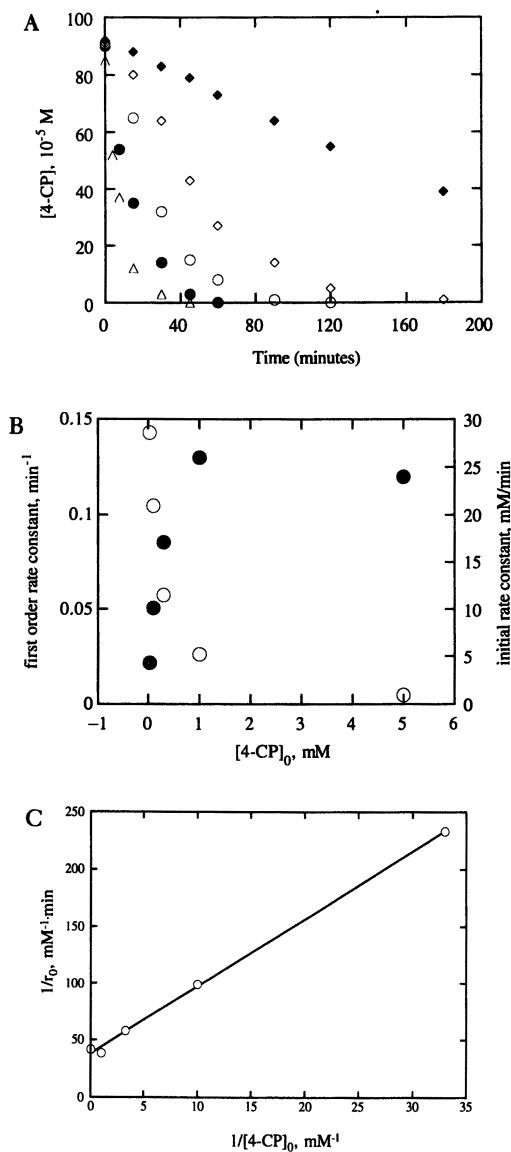 A
100
80
60
40
20
0
[4-CP], 10⁻⁵ M
0 40 80 120 160 200
Time (minutes)
B
0.15
0.1
0.05
0
first order rate constant, min⁻¹
30
25
20
15
10
5
0
initial rate constant, mM/min
−1 0 1 2 3 4 5 6
[4-CP]₀, mM
C
250
200
150
100
50
0
1/r₀, mM⁻¹·min
0 5 10 15 20 25 30 35
1/[4-CP]₀, mM⁻¹